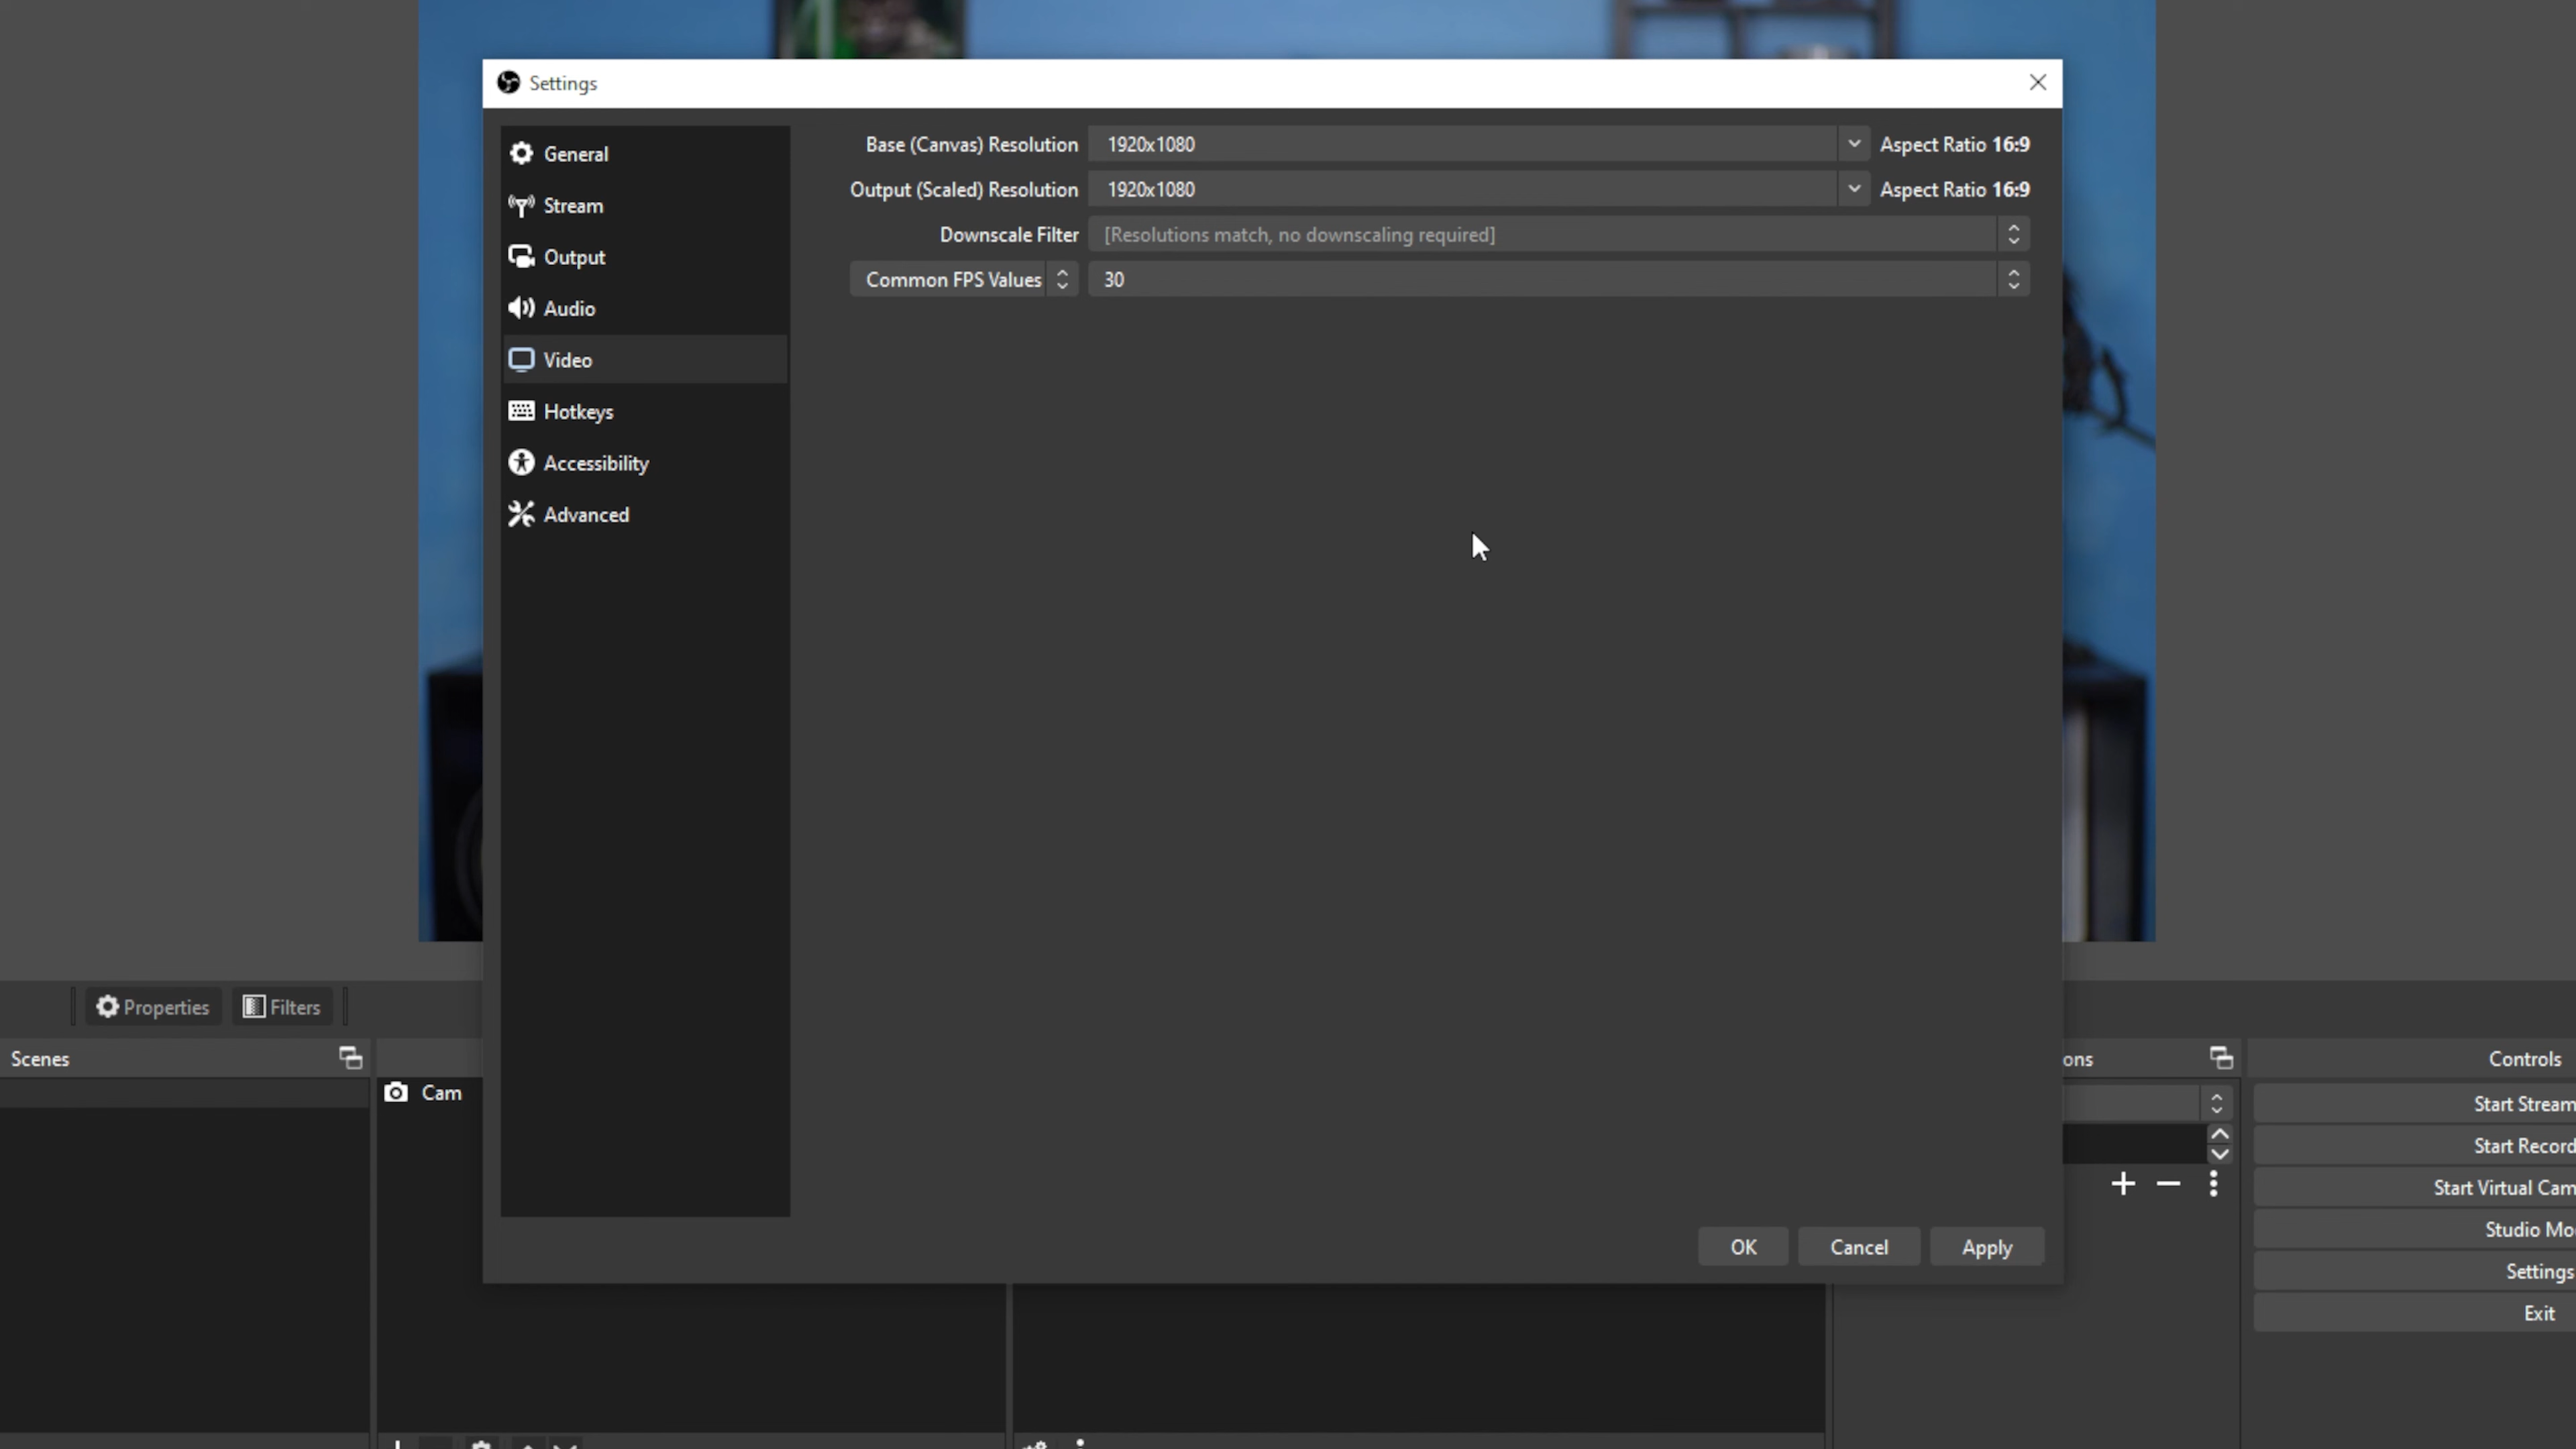 Settings
General
Stream
Output
Audio
Video
Hotkeys
Accessibility
Advanced
Base (Canvas) Resolution 1920x1080 Aspect Ratio 16:9
Output (Scaled) Resolution 1920x1080 Aspect Ratio 16:9
Downscale Filter [Resolutions match, no downscaling required]
Common FPS Values 30
OK Cancel Apply
Properties Filters
Scenes
Cam
ons
Controls
Start Stream
Start Record
Start Virtual Cam
Studio Mo
Settings
Exit